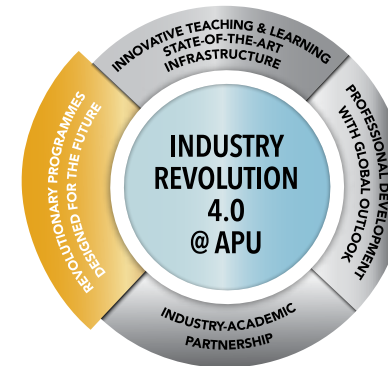 INNOVATIVE TEACHING & LEARNING
STATE-OF-THE-ART
INFRASTRUCTURE
PROFESSIONAL DEVELOPMENT
WITH GLOBAL OUTLOOK
INDUSTRY-ACADEMIC
PARTNERSHIP
REVOLUTIONARY PROGRAMMES
DESIGNED FOR THE FUTURE
INDUSTRY
REVOLUTION
4.0
@ APU